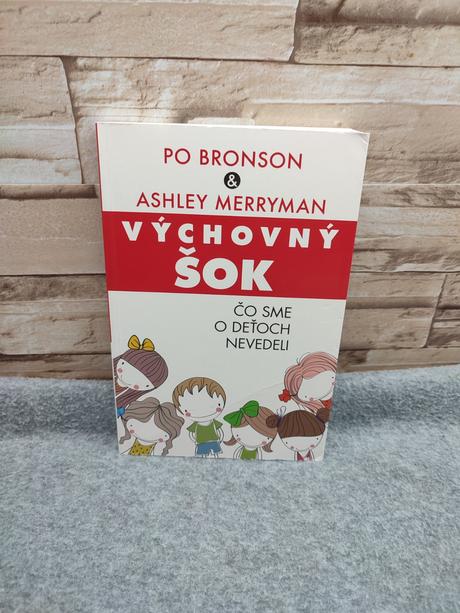 PO BRONSON
&
ASHLEY MERRYMAN
VÝCHOVNÝ
ŠOK
ČO SME
O DEŤOCH
NEVEDELI